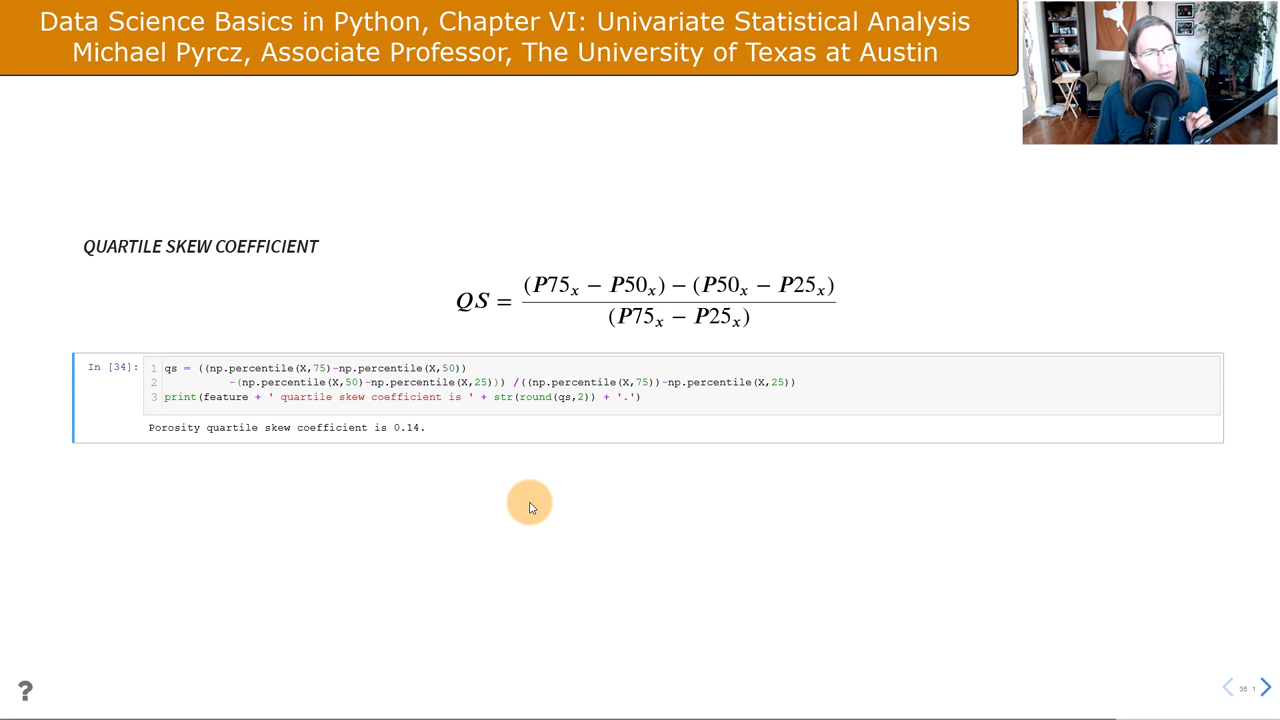 Data Science Basics in Python, Chapter VI: Univariate Statistical Analysis
Michael Pyrcz, Associate Professor, The University of Texas at Austin
QUARTILE SKEW COEFFICIENT
QS = (P75x − P50x) − (P50x − P25x)
(P75x − P25x)
In [34]:
1 qs = ((np.percentile(X,75)-np.percentile(X,50))
2 -(np.percentile(X,50)-np.percentile(X,25))) /((np.percentile(X,75))-np.percentile(X,25))
3 print(feature + ' quartile skew coefficient is ' + str(round(qs,2)) + '.')
Porosity quartile skew coefficient is 0.14.
?